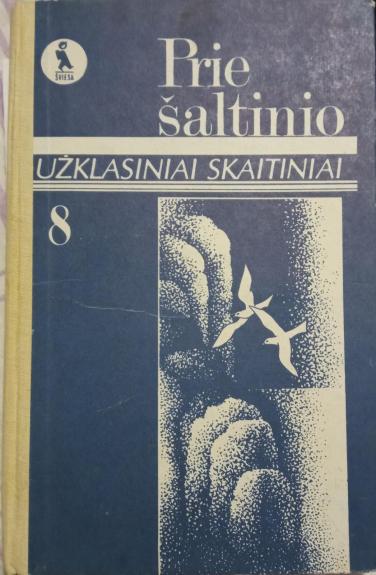 ŠVIESA
Prie
šaltinio
UŽKLASINIAI SKAITINIAI
8